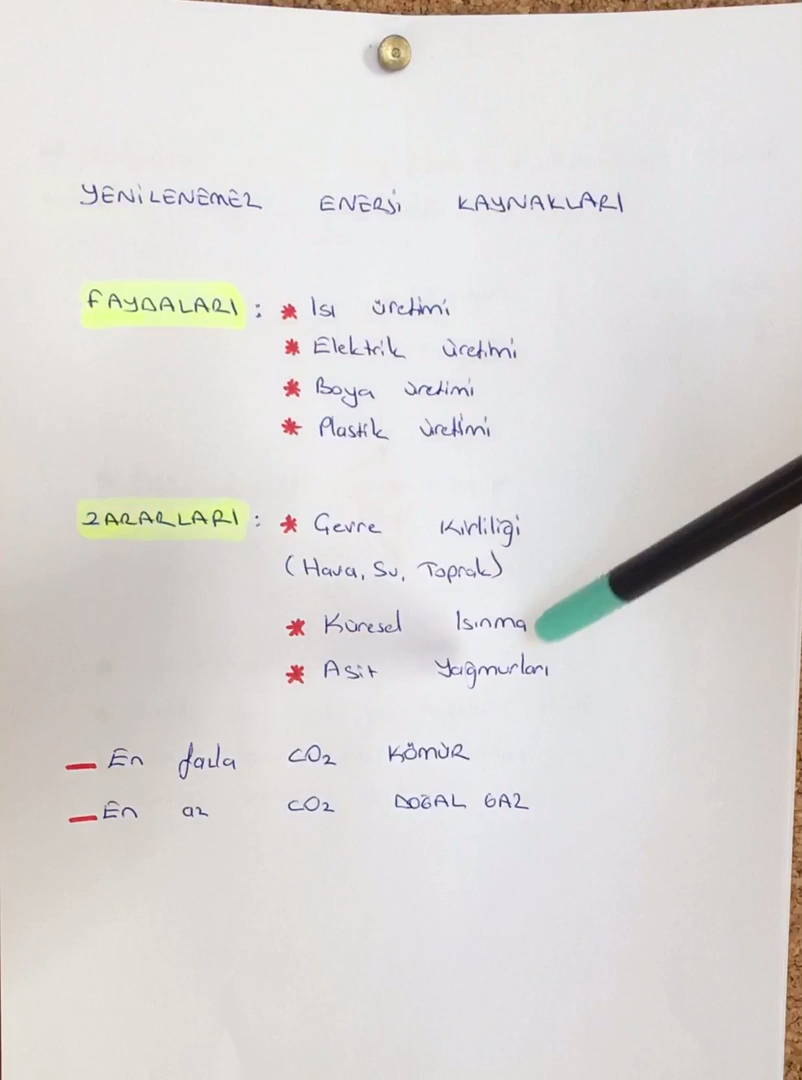 YENİLENEMEZ ENERJİ KAYNAKLARI
FAYDALARI : * Isı üretimi
* Elektrik üretimi
* Boya üretimi
* Plastik üretimi
ZARARLARI : * Çevre Kirliliği
(Hava, Su, Toprak)
* Küresel Isınma
* Asit Yağmurları
- En fazla CO2 KÖMÜR
- En az CO2 DOĞAL GAZ